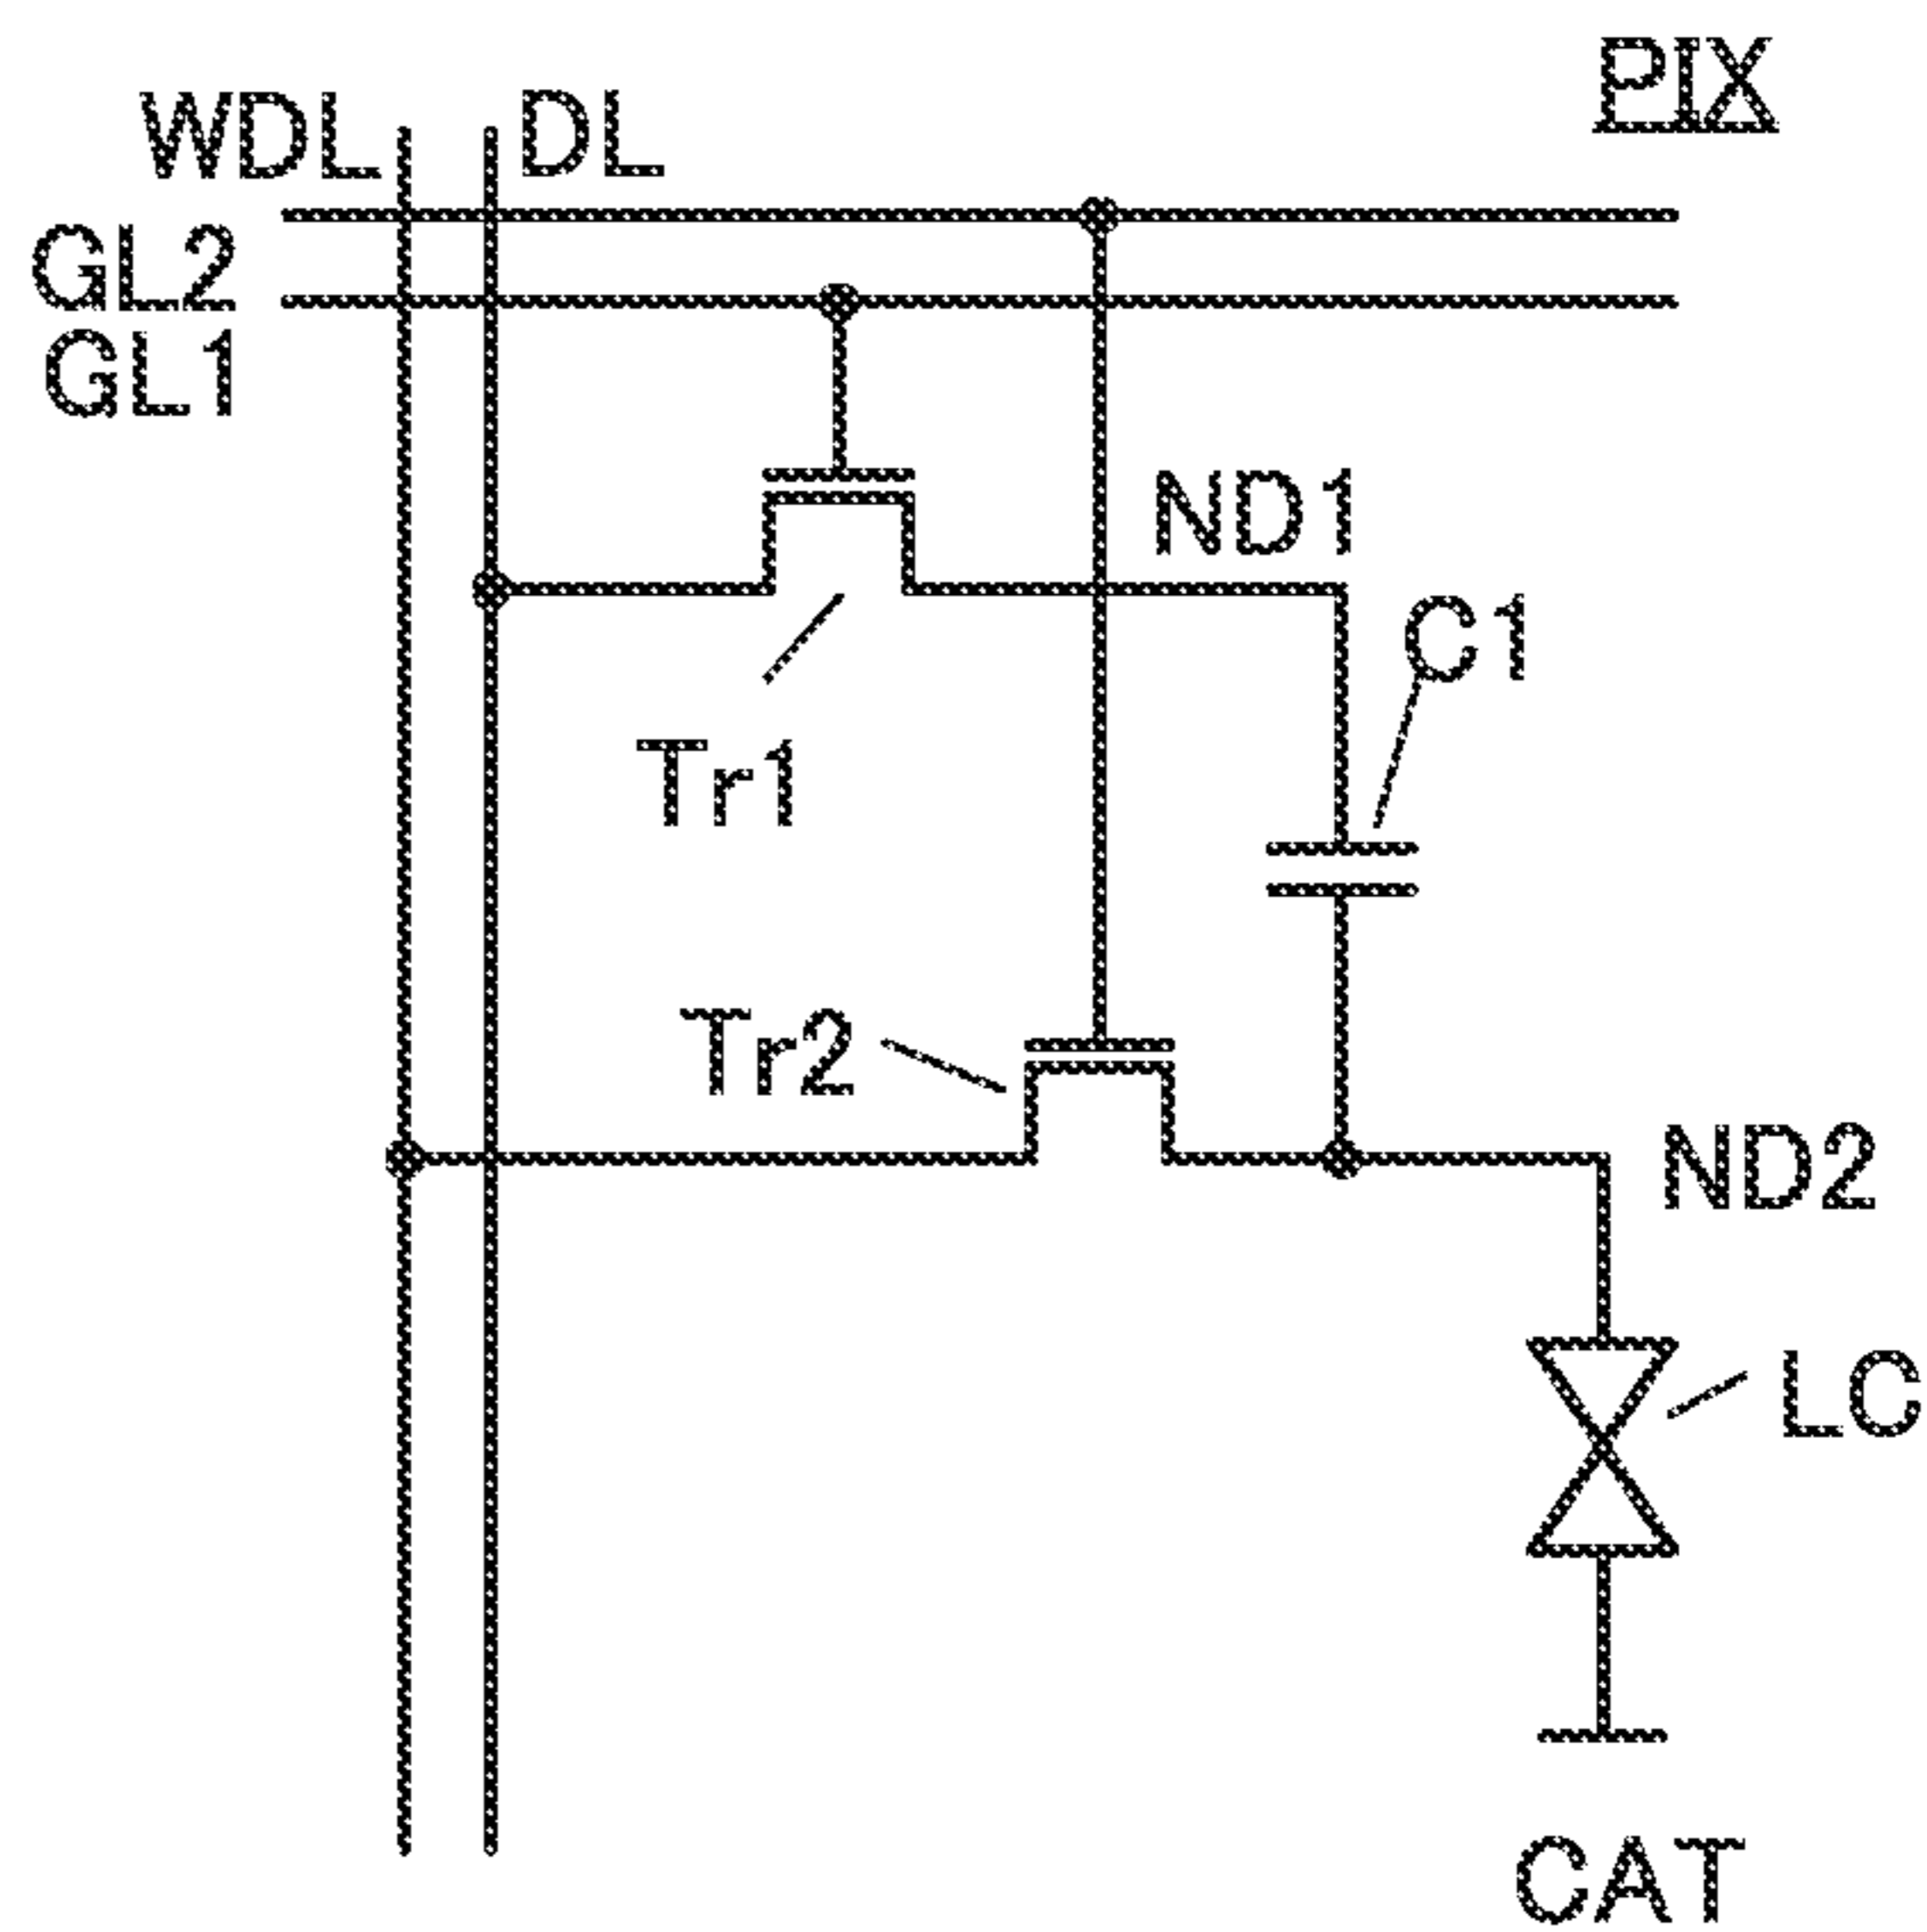 PIX
WDL
DL
GL2
GL1
ND1
C1
Tr1
Tr2
ND2
LC
CAT